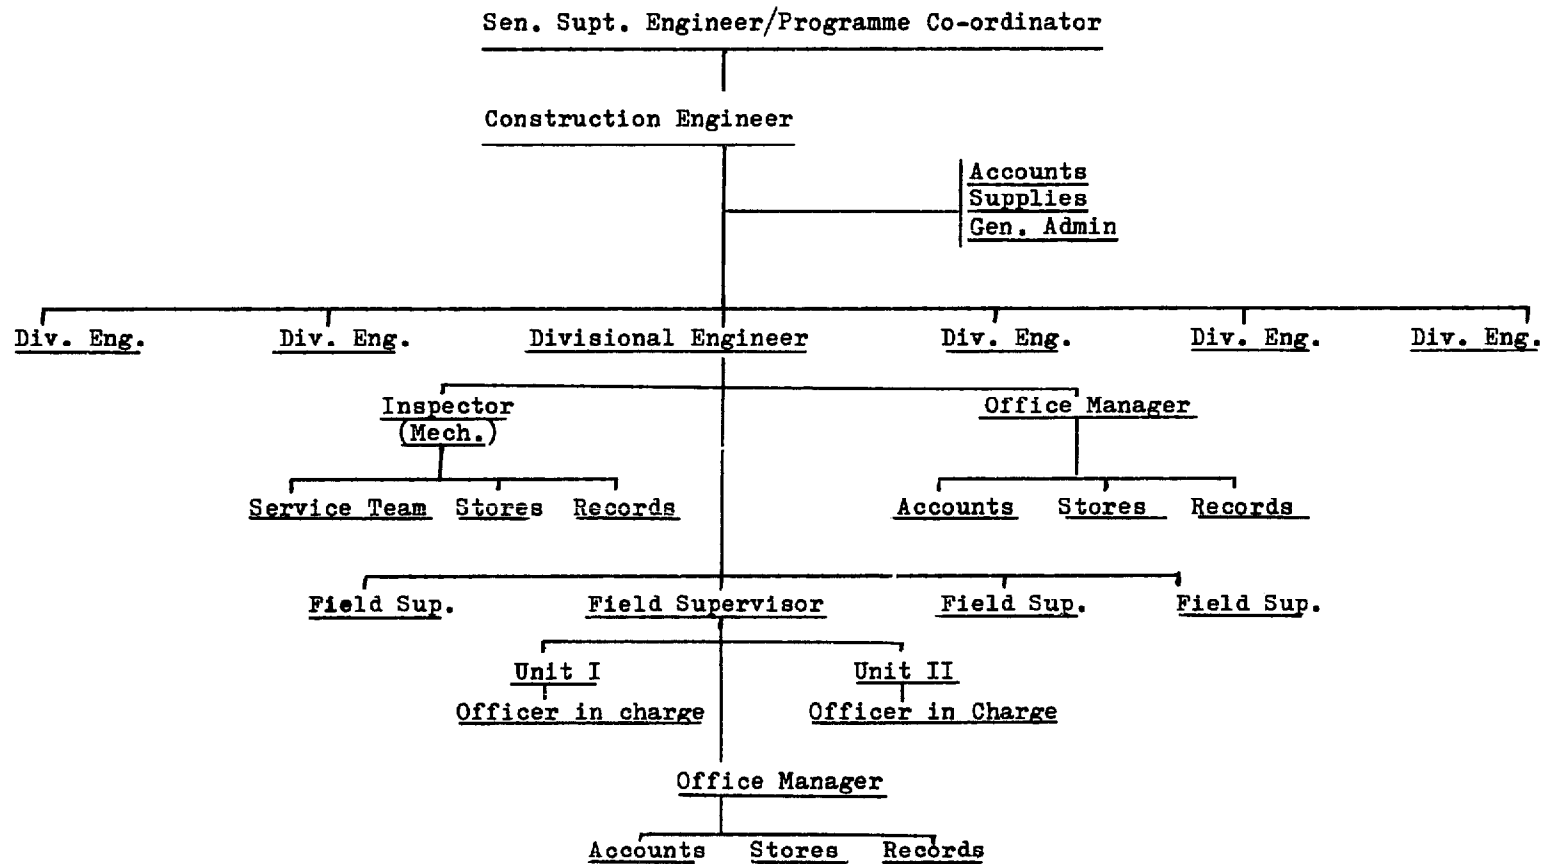 Sen. Supt. Engineer/Programme Co-ordinator
Construction Engineer
Accounts
Supplies
Gen. Admin
Div. Eng. Div. Eng. Divisional Engineer Div. Eng. Div. Eng. Div. Eng.
Inspector Office Manager
(Mech.)
Service Team Stores Records Accounts Stores Records
Field Sup. Field Supervisor Field Sup. Field Sup.
Unit I Unit II
Officer in charge Officer in Charge
Office Manager
Accounts Stores Records